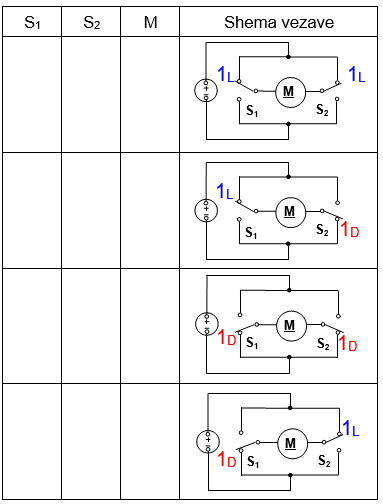 S1 S2 M Shema vezave
1L M 1L
S1 S2
1L M
S1 S2 1D
M
1D S1 S2 1D
1L
M
1D S1 S2